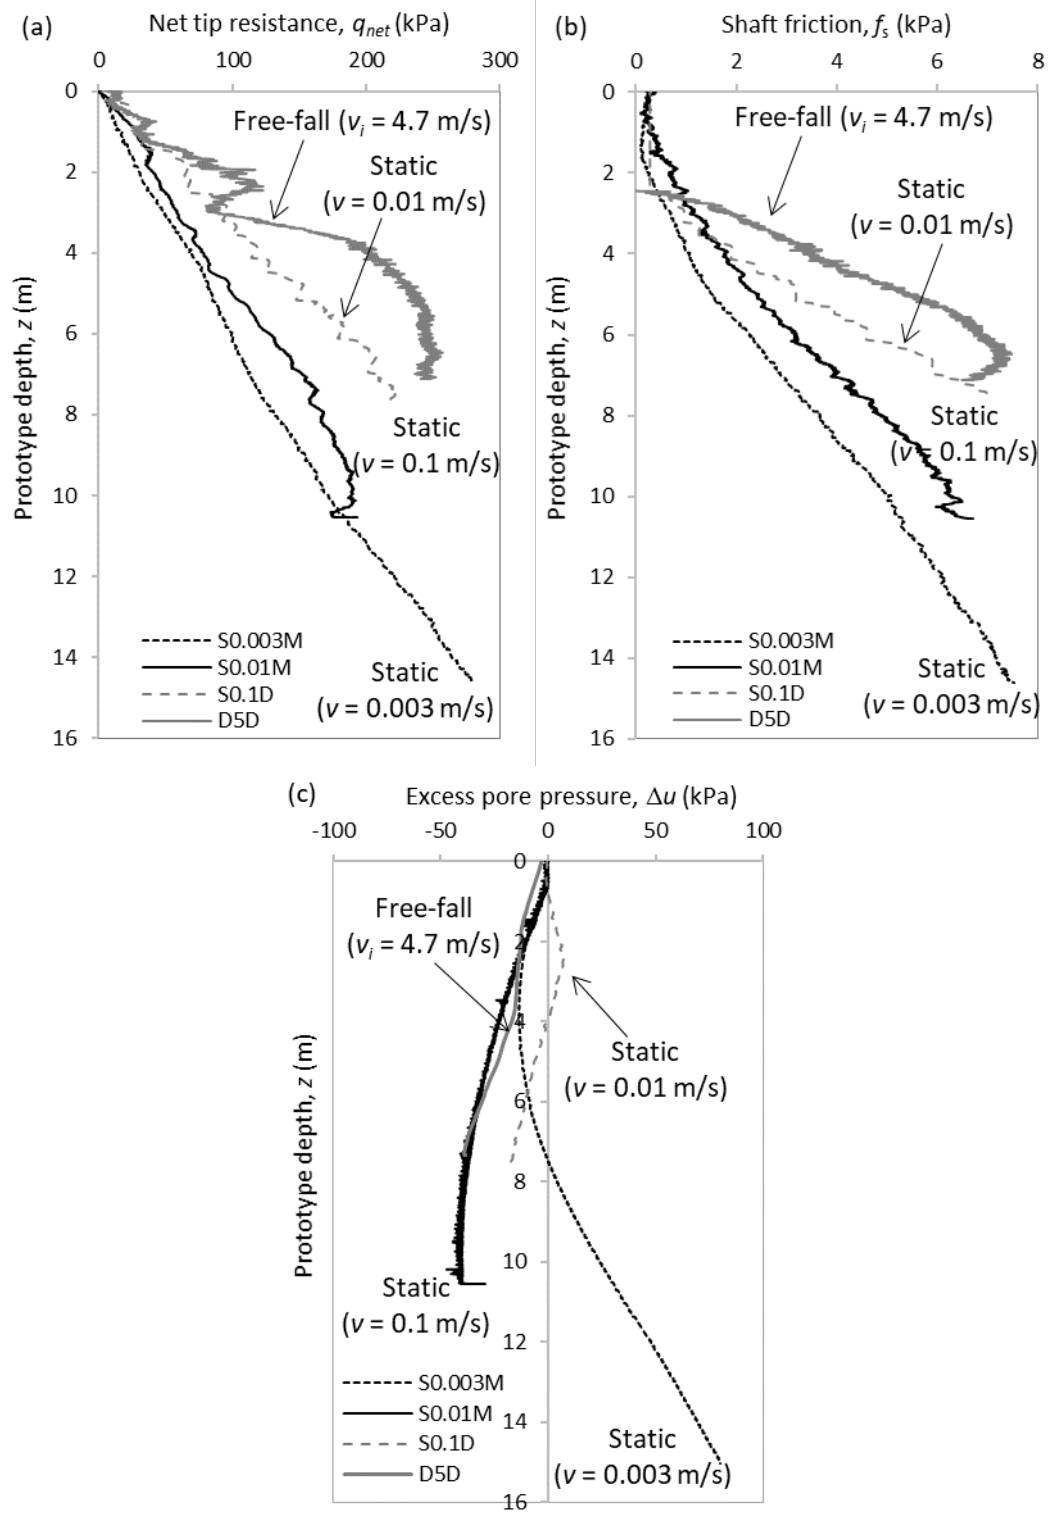 (a) Net tip resistance, qnet (kPa)
0 100 200 300
0
2
4
6
8
10
12
14
16
Prototype depth, z (m)
Free-fall (vi = 4.7 m/s)
Static
(v = 0.01 m/s)
Static
(v = 0.1 m/s)
Static
(v = 0.003 m/s)
S0.003M
S0.01M
S0.1D
D5D
(b) Shaft friction, fs (kPa)
0 2 4 6 8
0
2
4
6
8
10
12
14
16
Prototype depth, z (m)
Free-fall (vi = 4.7 m/s)
Static
(v = 0.01 m/s)
Static
(v = 0.1 m/s)
Static
(v = 0.003 m/s)
S0.003M
S0.01M
S0.1D
D5D
(c) Excess pore pressure, Δu (kPa)
-100 -50 0 50 100
0
2
4
6
8
10
12
14
16
Prototype depth, z (m)
Free-fall
(vi = 4.7 m/s)
Static
(v = 0.01 m/s)
Static
(v = 0.1 m/s)
Static
(v = 0.003 m/s)
S0.003M
S0.01M
S0.1D
D5D